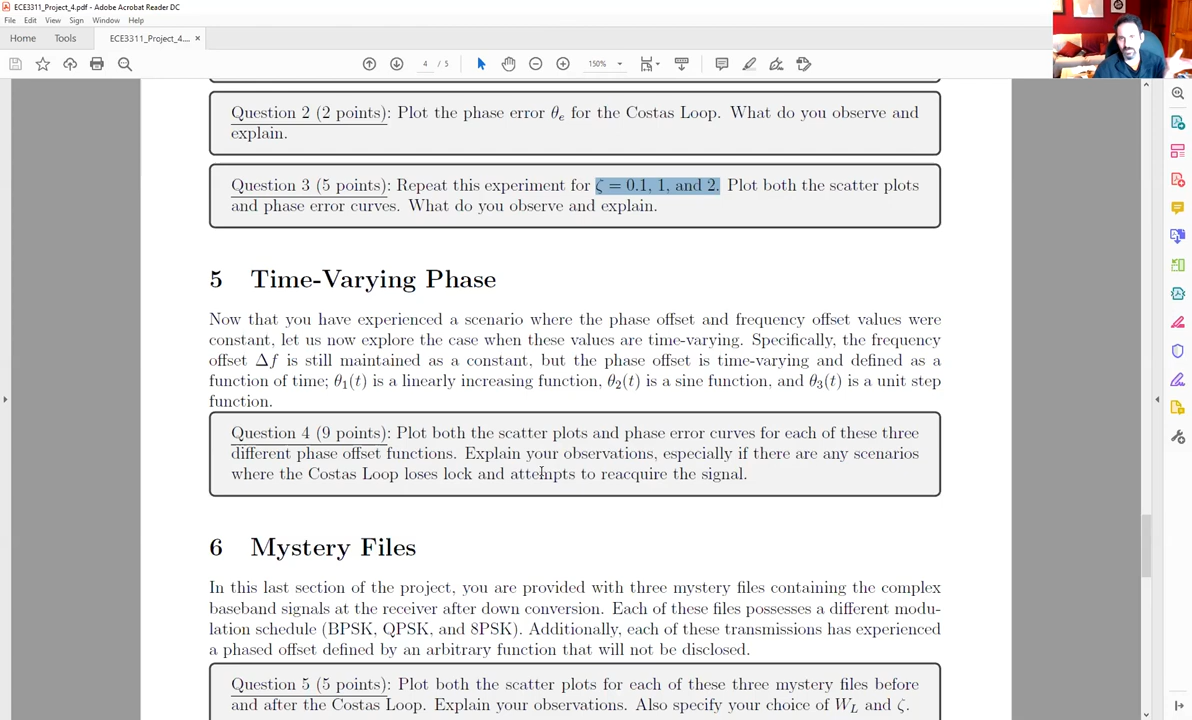 ECE3311_Project_4.pdf - Adobe Acrobat Reader DC
File Edit View Sign Window Help
Home Tools ECE3311_Project_4.... ×
4 / 5 150%
Question 2 (2 points): Plot the phase error θe for the Costas Loop. What do you observe and
explain.
Question 3 (5 points): Repeat this experiment for ζ = 0.1, 1, and 2. Plot both the scatter plots
and phase error curves. What do you observe and explain.
5 Time-Varying Phase
Now that you have experienced a scenario where the phase offset and frequency offset values were
constant, let us now explore the case when these values are time-varying. Specifically, the frequency
offset Δf is still maintained as a constant, but the phase offset is time-varying and defined as a
function of time; θ1(t) is a linearly increasing function, θ2(t) is a sine function, and θ3(t) is a unit step
function.
Question 4 (9 points): Plot both the scatter plots and phase error curves for each of these three
different phase offset functions. Explain your observations, especially if there are any scenarios
where the Costas Loop loses lock and attempts to reacquire the signal.
6 Mystery Files
In this last section of the project, you are provided with three mystery files containing the complex
baseband signals at the receiver after down conversion. Each of these files possesses a different modu-
lation schedule (BPSK, QPSK, and 8PSK). Additionally, each of these transmissions has experienced
a phased offset defined by an arbitrary function that will not be disclosed.
Question 5 (5 points): Plot both the scatter plots for each of these three mystery files before
and after the Costas Loop. Explain your observations. Also specify your choice of WL and ζ.